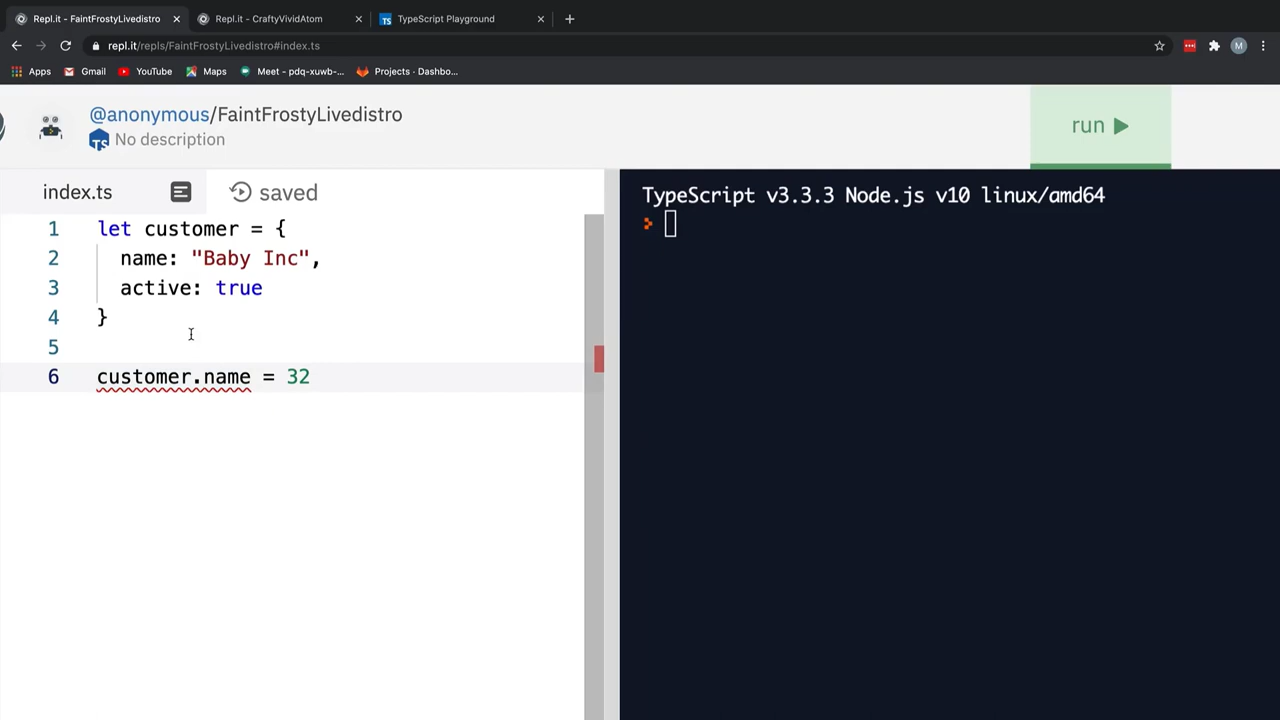 Repl.it - FaintFrostyLivedistro
Repl.it - CraftyVividAtom
TS TypeScript Playground
repl.it/repls/FaintFrostyLivedistro#index.ts
M
Apps
Gmail
YouTube
Maps
Meet - pdq-xuwb-...
Projects · Dashbo...
@anonymous/FaintFrostyLivedistro
TS No description
run
index.ts
saved
1 let customer = {
2 name: "Baby Inc",
3 active: true
4 }
5
6 customer.name = 32
TypeScript v3.3.3 Node.js v10 linux/amd64